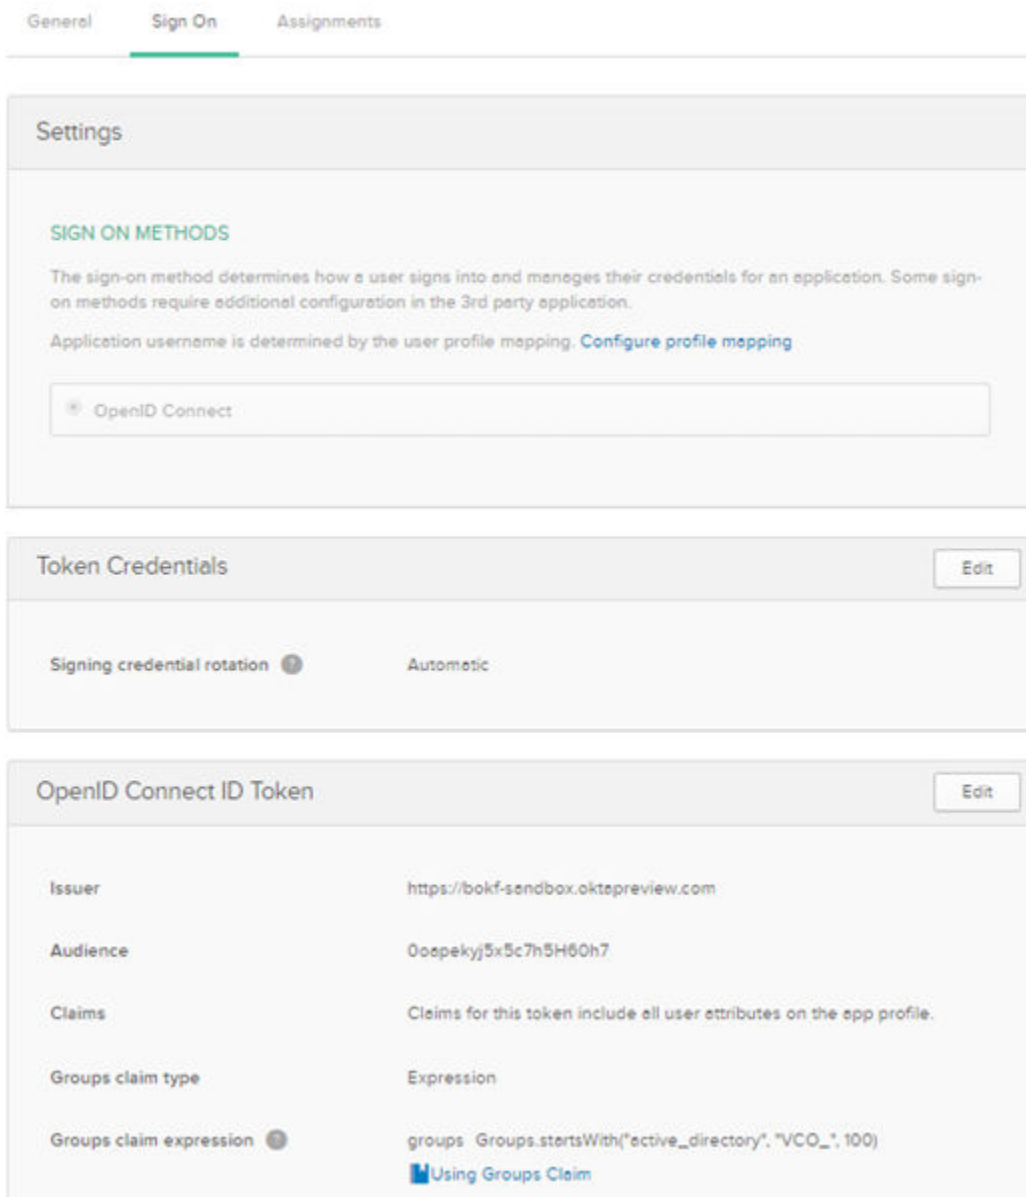 General Sign On Assignments
Settings
SIGN ON METHODS
The sign-on method determines how a user signs into and manages their credentials for an application. Some sign-
on methods require additional configuration in the 3rd party application.
Application username is determined by the user profile mapping. Configure profile mapping
OpenID Connect
Token Credentials Edit
Signing credential rotation ? Automatic
OpenID Connect ID Token Edit
Issuer https://bokf-sandbox.oktapreview.com
Audience 0oapekyj5x5c7h5H60h7
Claims Claims for this token include all user attributes on the app profile.
Groups claim type Expression
Groups claim expression ? groups Groups.startsWith("active_directory", "VCO_", 100)
Using Groups Claim